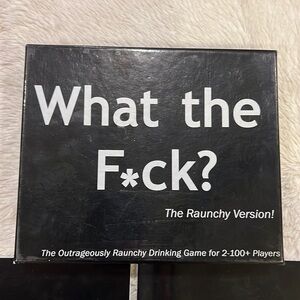 What the
F*ck?
The Raunchy Version!
The Outrageously Raunchy Drinking Game for 2-100+ Players